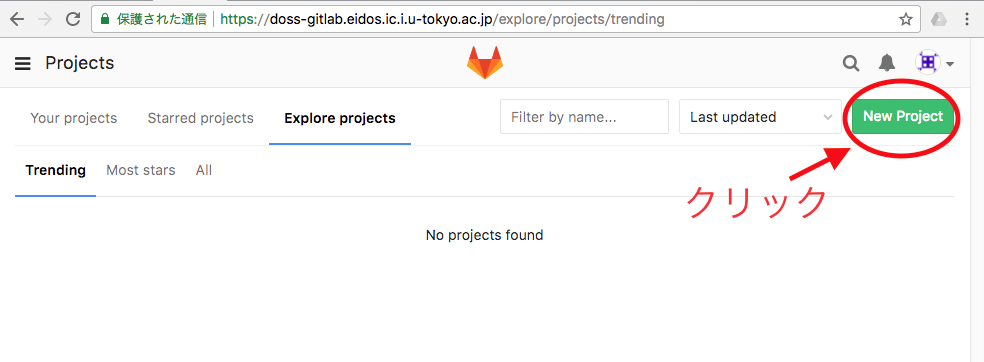 保護された通信 https://doss-gitlab.eidos.ic.i.u-tokyo.ac.jp/explore/projects/trending
Projects
Your projects Starred projects Explore projects Filter by name... Last updated New Project
Trending Most stars All
クリック
No projects found